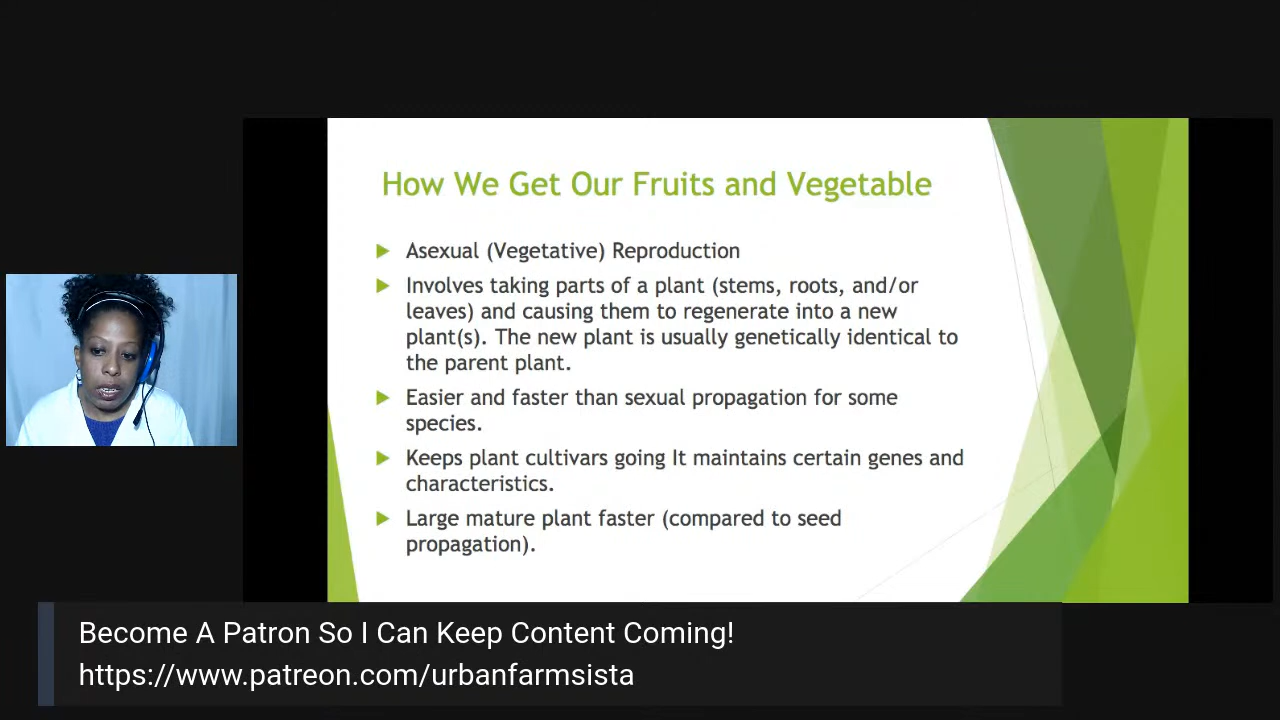 How We Get Our Fruits and Vegetable
Asexual (Vegetative) Reproduction
Involves taking parts of a plant (stems, roots, and/or
leaves) and causing them to regenerate into a new
plant(s). The new plant is usually genetically identical to
the parent plant.
Easier and faster than sexual propagation for some
species.
Keeps plant cultivars going It maintains certain genes and
characteristics.
Large mature plant faster (compared to seed
propagation).
Become A Patron So I Can Keep Content Coming!
https://www.patreon.com/urbanfarmsista